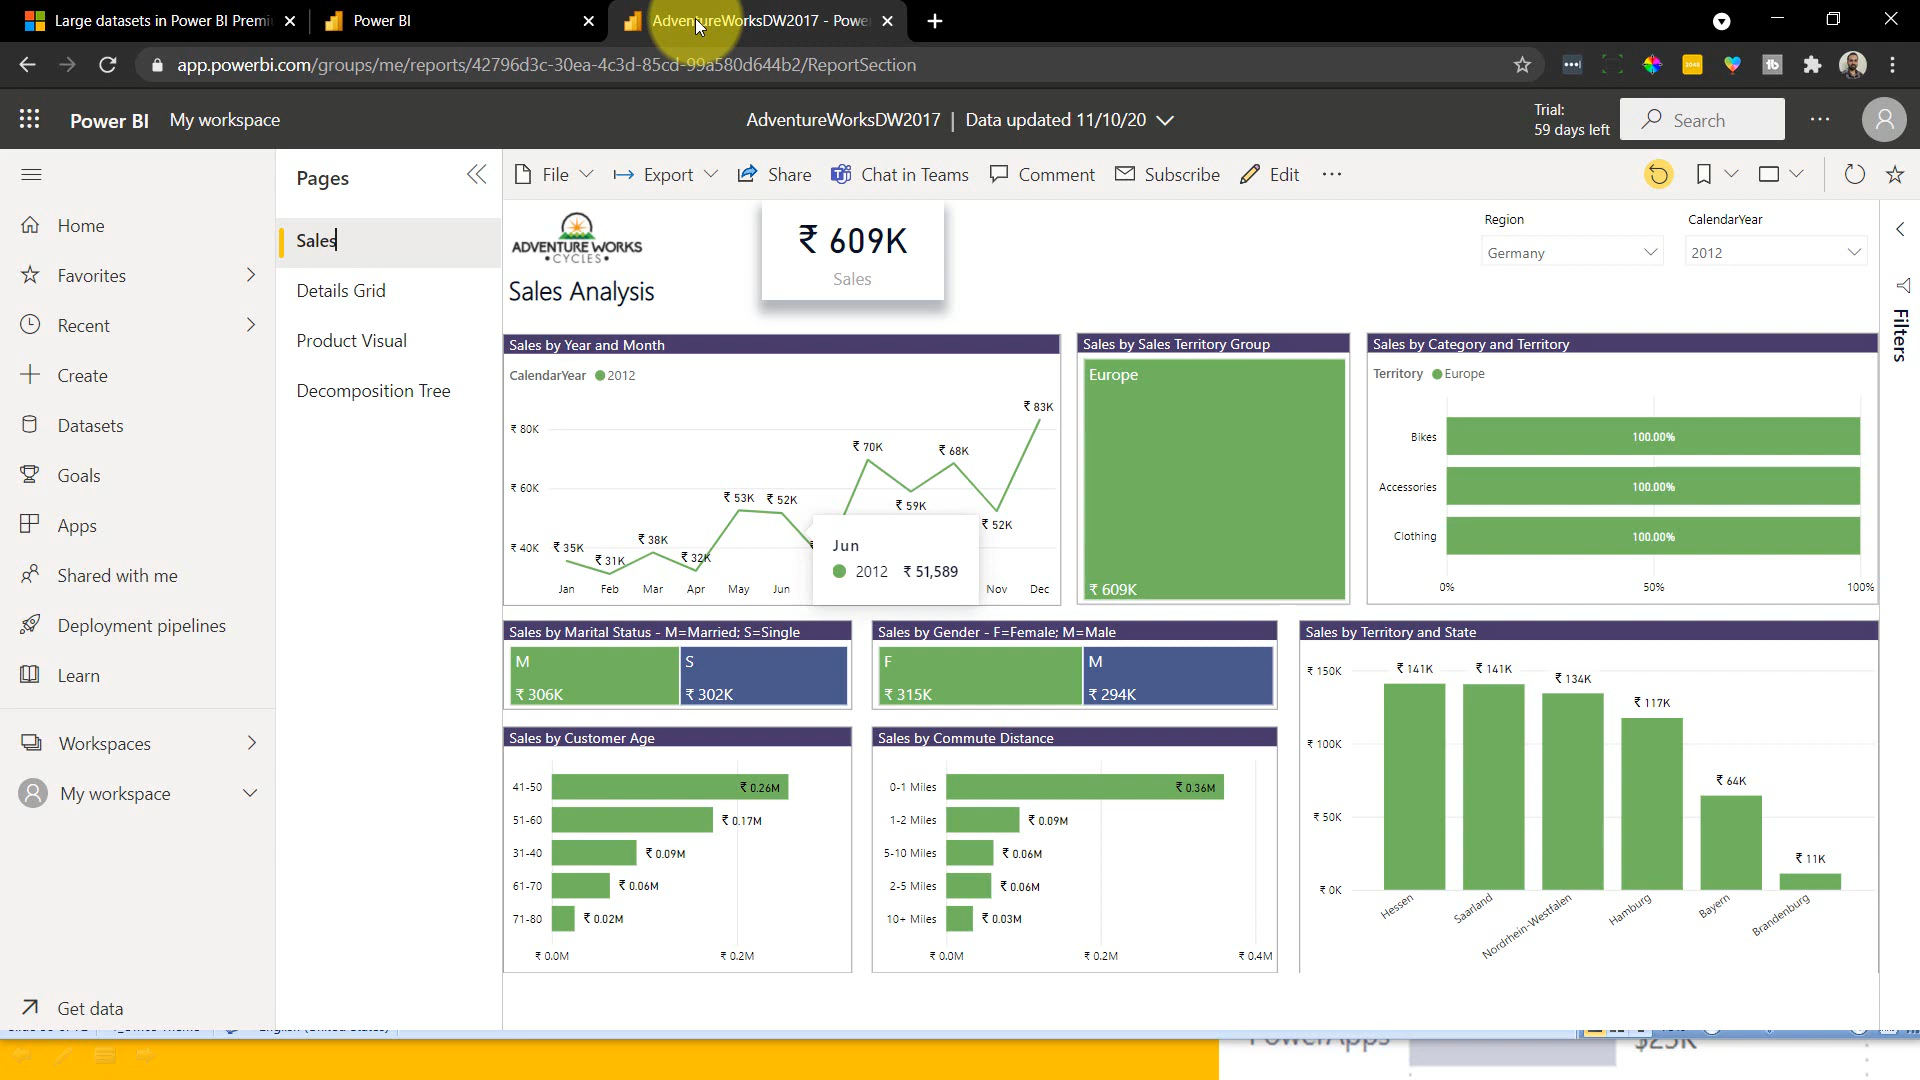 Large datasets in Power BI Premi
Power BI
AdventureWorksDW2017 - Powe
app.powerbi.com/groups/me/reports/42796d3c-30ea-4c3d-85cd-99a580d644b2/ReportSection
Power BI My workspace
AdventureWorksDW2017 | Data updated 11/10/20
Trial:
59 days left
Search
Home
Favorites
Recent
Create
Datasets
Goals
Apps
Shared with me
Deployment pipelines
Learn
Workspaces
My workspace
Get data
Pages
Sales
Details Grid
Product Visual
Decomposition Tree
File Export Share Chat in Teams Comment Subscribe Edit
ADVENTURE WORKS
•CYCLES•
Sales Analysis
₹ 609K
Sales
Region
Germany
CalendarYear
2012
Filters
Sales by Year and Month
CalendarYear 2012
₹ 80K
₹ 60K
₹ 40K
₹ 35K
₹ 31K
₹ 38K
₹ 32K
₹ 53K
₹ 52K
₹ 70K
₹ 59K
₹ 68K
₹ 52K
₹ 83K
Jan Feb Mar Apr May Jun Nov Dec
Jun
2012 ₹ 51,589
Sales by Sales Territory Group
Europe
₹ 609K
Sales by Category and Territory
Territory Europe
Bikes 100.00%
Accessories 100.00%
Clothing 100.00%
0% 50% 100%
Sales by Marital Status - M=Married; S=Single
M
₹ 306K
S
₹ 302K
Sales by Gender - F=Female; M=Male
F
₹ 315K
M
₹ 294K
Sales by Territory and State
₹ 150K
₹ 100K
₹ 50K
₹ 0K
₹ 141K
₹ 141K
₹ 134K
₹ 117K
₹ 64K
₹ 11K
Hessen
Saarland
Nordrhein-Westfalen
Hamburg
Bayern
Brandenburg
Sales by Customer Age
41-50 ₹ 0.26M
51-60 ₹ 0.17M
31-40 ₹ 0.09M
61-70 ₹ 0.06M
71-80 ₹ 0.02M
₹ 0.0M ₹ 0.2M
Sales by Commute Distance
0-1 Miles ₹ 0.36M
1-2 Miles ₹ 0.09M
5-10 Miles ₹ 0.06M
2-5 Miles ₹ 0.06M
10+ Miles ₹ 0.03M
₹ 0.0M ₹ 0.2M ₹ 0.4M
PowerApps
$25K